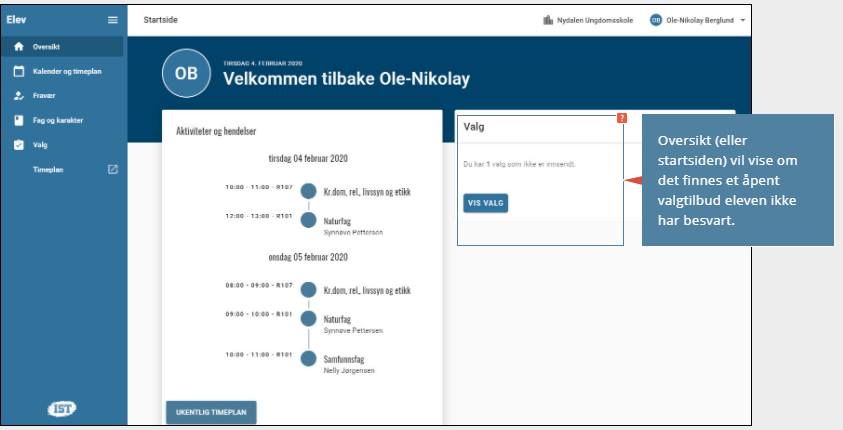 Elev
Startside
Nydalen Ungdomsskole
OB
Ole-Nikolay Berglund
Oversikt
Kalender og timeplan
Fravær
Fag og karakter
Valg
Timeplan
IST
OB
TIRSDAG 4. FEBRUAR 2020
Velkommen tilbake Ole-Nikolay
Aktiviteter og hendelser
tirsdag 04 februar 2020
10:00 - 11:00 - R107
Kr.dom, rel., livssyn og etikk
12:00 - 13:00 - R101
Naturfag
Synnøve Pettersen
onsdag 05 februar 2020
08:00 - 09:00 - R107
Kr.dom, rel., livssyn og etikk
09:00 - 10:00 - R101
Naturfag
Synnøve Pettersen
10:00 - 11:00 - R101
Samfunnsfag
Nelly Jørgensen
UKENTLIG TIMEPLAN
Valg
?
Du har 1 valg som ikke er innsendt.
VIS VALG
Oversikt (eller
startsiden) vil vise om
det finnes et åpent
valgtilbud eleven ikke
har besvart.